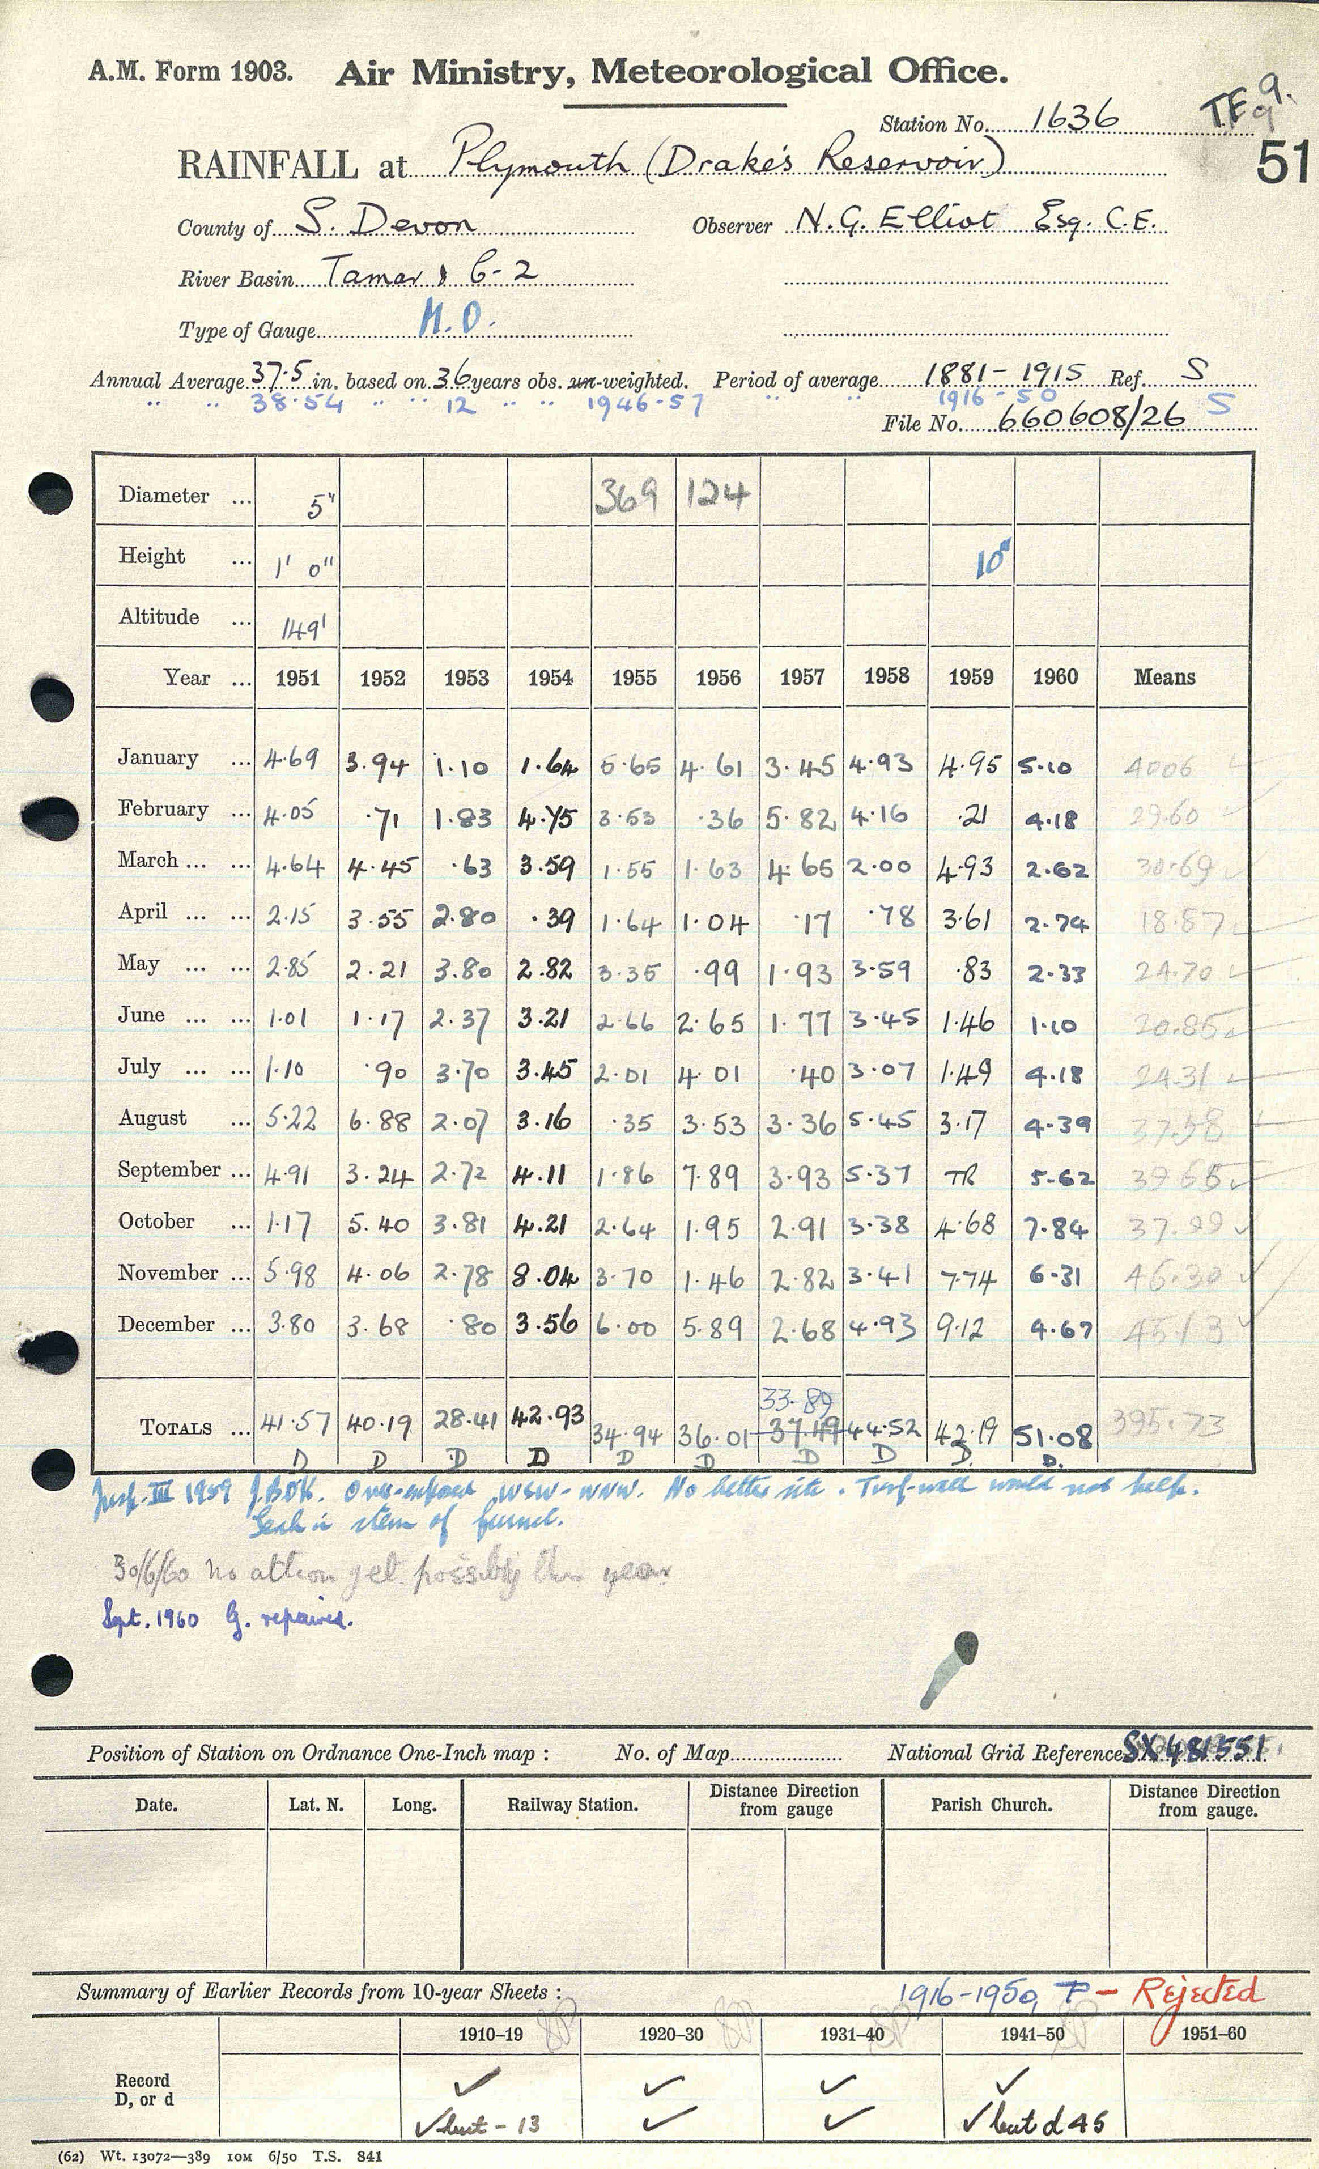 A.M. Form 1903. Air Ministry, Meteorological Office.
Station No. 1636 T.F. 9.
9
51
RAINFALL at Plymouth (Drake's Reservoir)
County of S. Devon Observer N.G. Elliot Esq. C.E.
River Basin Tamar & 6-2
Type of Gauge M.O.
Annual Average 37.5 in. based on 36 years obs. un-weighted. Period of average 1881-1915 Ref. S
" " 38.54 " " 12 " " 1946-57 " " 1916-50
File No. 660608/26 S
Diameter ... 5" 369 124
Height ... 1' 0" 10"
Altitude ... 149'
Year ... 1951 1952 1953 1954 1955 1956 1957 1958 1959 1960 Means
January ... 4.69 3.94 1.10 1.64 5.65 4.61 3.45 4.93 4.95 5.10 4006
February ... 4.05 .71 1.83 4.75 3.53 .36 5.82 4.16 .21 4.18 29.60
March ... ... 4.64 4.45 .63 3.59 1.55 1.63 4.65 2.00 4.93 2.62 30.69
April ... ... 2.15 3.55 2.80 .39 1.64 1.04 .17 .78 3.61 2.74 18.87
May ... ... 2.85 2.21 3.80 2.82 3.35 .99 1.93 3.59 .83 2.33 24.70
June ... ... 1.01 1.17 2.37 3.21 2.66 2.65 1.77 3.45 1.46 1.10 20.85
July ... ... 1.10 .90 3.70 3.45 2.01 4.01 .40 3.07 1.49 4.18 24.31
August ... 5.22 6.88 2.07 3.16 .35 3.53 3.36 5.45 3.17 4.39 37.58
September ... 4.91 3.24 2.72 4.11 1.86 7.89 3.93 5.37 TR 5.62 39.65
October ... 1.17 5.40 3.81 4.21 2.64 1.95 2.91 3.38 4.68 7.84 37.99
November ... 5.98 4.06 2.78 8.04 3.70 1.46 2.82 3.41 7.74 6.31 46.30
December ... 3.80 3.68 .80 3.56 6.00 5.89 2.68 4.93 9.12 4.67 45.13
33.89
TOTALS ... 41.57 40.19 28.41 42.93 34.94 36.01 37.49 44.52 42.19 51.08 395.73
D D D D D D D D D. D.
Insp. III 1959 J.BDK. Over-exposed WSW-WNW. No better site. Turf-wall would not help.
Leak in stem of funnel.
30/6/60 No action yet possibly this year
Sept. 1960 G. repaired.
Position of Station on Ordnance One-Inch map : No. of Map National Grid Reference SX 481551
Date. Lat. N. Long. Railway Station. Distance Direction from gauge Parish Church. Distance Direction from gauge.
Summary of Earlier Records from 10-year Sheets : 1916-1950, P - Rejected
1910-19 1920-30 1931-40 1941-50 1951-60
Record ✓ ✓ ✓ ✓
D, or d ✓ but - 13 ✓ ✓ ✓ but d 45
(62) Wt. 13072—389 IOM 6/50 T.S. 841